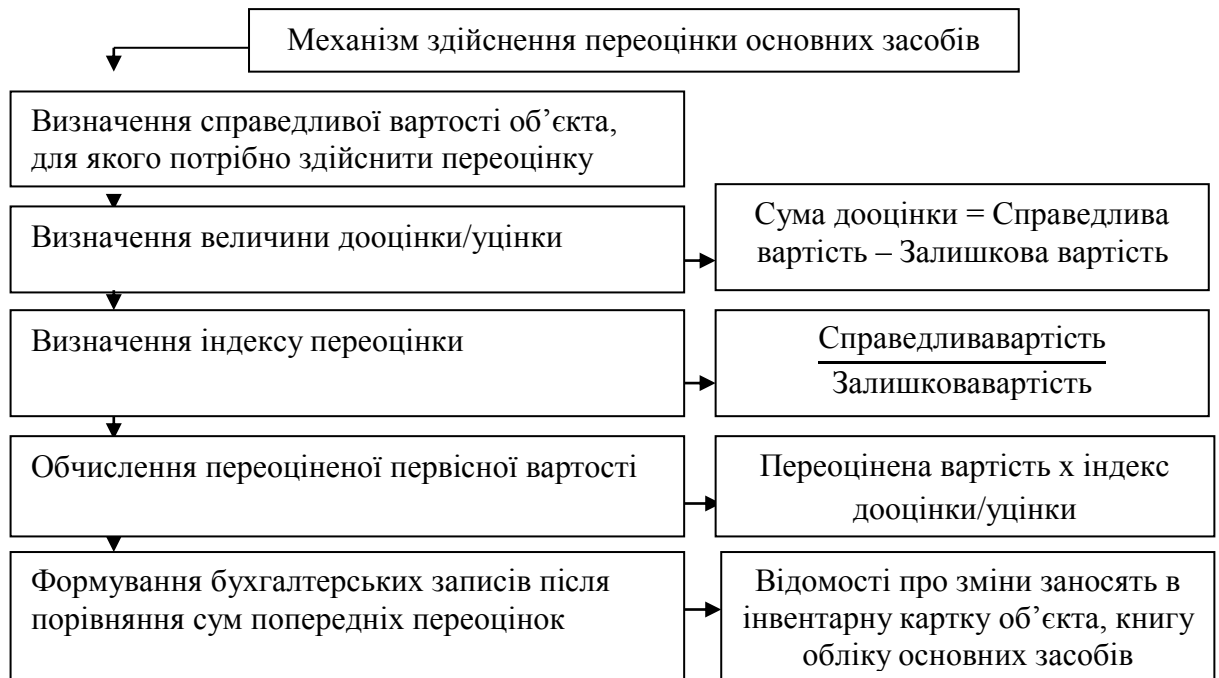 Механізм здійснення переоцінки основних засобів
Визначення справедливої вартості об’єкта,
для якого потрібно здійснити переоцінку
Визначення величини дооцінки/уцінки
Сума дооцінки = Справедлива
вартість – Залишкова вартість
Визначення індексу переоцінки
Справедливавартість
Залишковавартість
Обчислення переоціненої первісної вартості
Переоцінена вартість х індекс
дооцінки/уцінки
Формування бухгалтерських записів після
порівняння сум попередніх переоцінок
Відомості про зміни заносять в
інвентарну картку об’єкта, книгу
обліку основних засобів